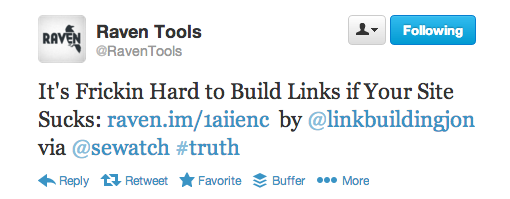 RAVEN
Raven Tools
@RavenTools
Following
It's Frickin Hard to Build Links if Your Site
Sucks: raven.im/1aiienc by @linkbuildingjon
via @sewatch #truth
Reply Retweet Favorite Buffer More